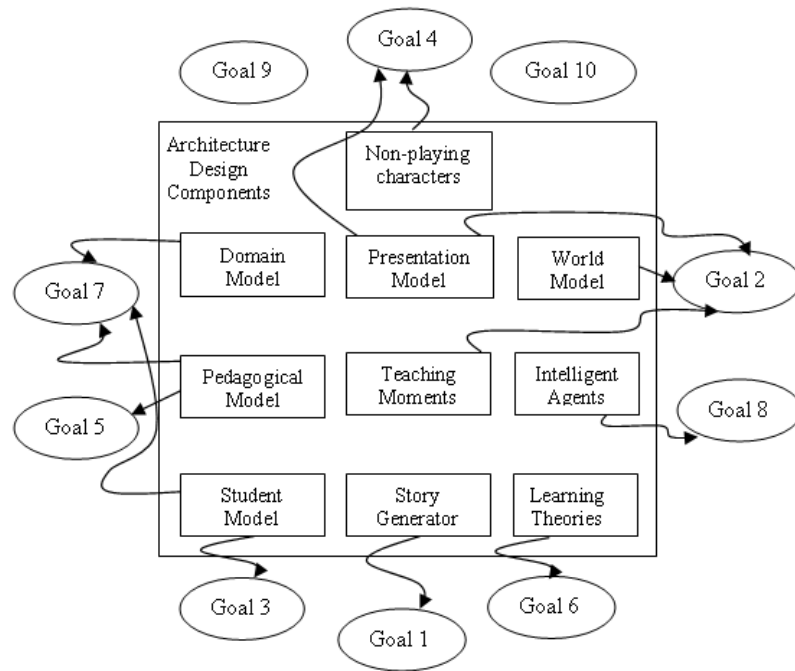 Goal 4
Goal 9
Goal 10
Architecture
Design
Components
Non-playing
characters
Domain
Model
Presentation
Model
World
Model
Goal 7
Goal 2
Pedagogical
Model
Teaching
Moments
Intelligent
Agents
Goal 5
Goal 8
Student
Model
Story
Generator
Learning
Theories
Goal 3
Goal 1
Goal 6